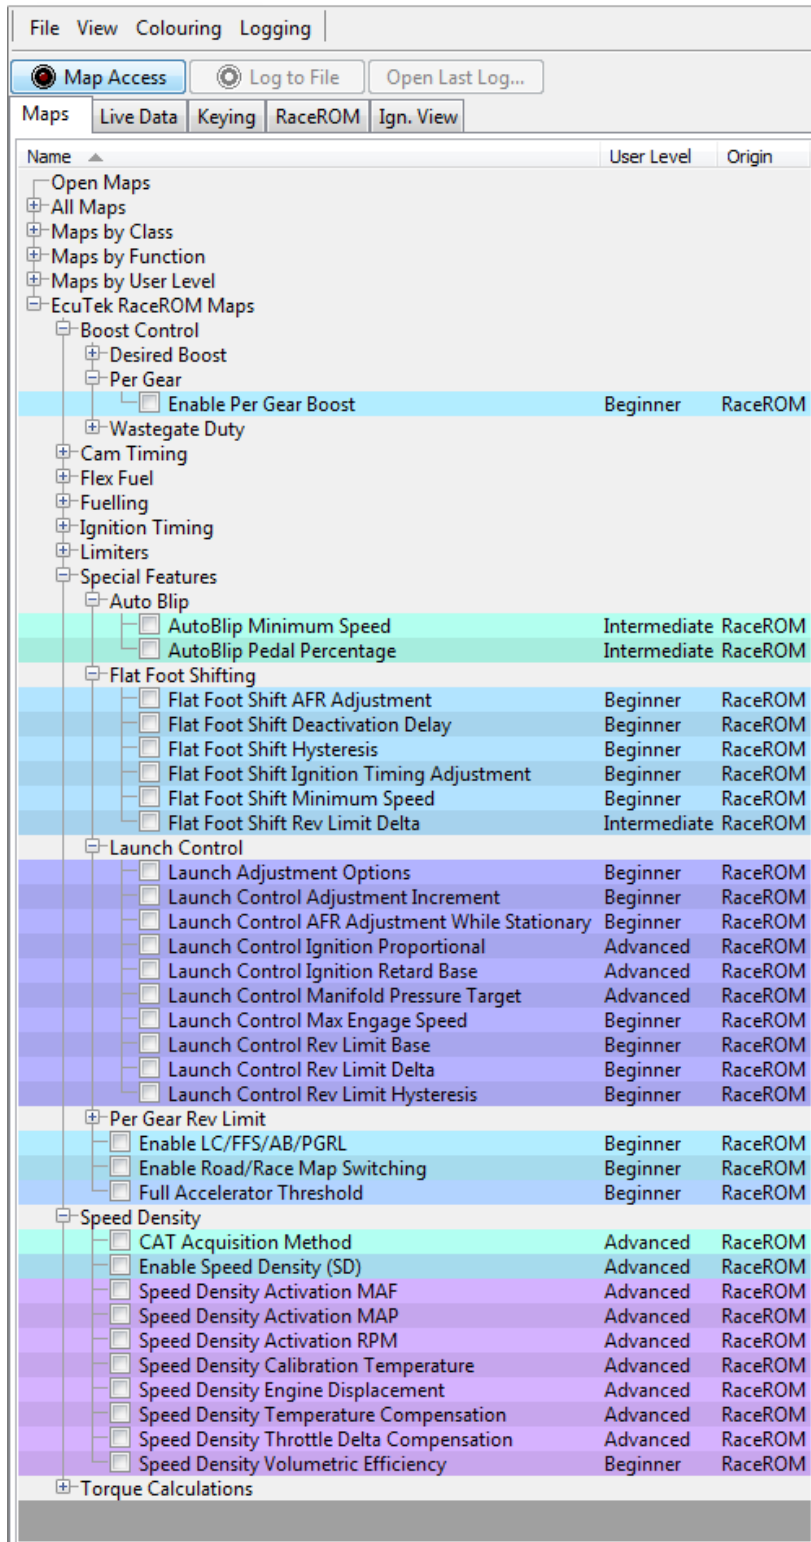 File View Colouring Logging
Map Access Log to File Open Last Log...
Maps Live Data Keying RaceROM Ign. View
Name User Level Origin
Open Maps
All Maps
Maps by Class
Maps by Function
Maps by User Level
EcuTek RaceROM Maps
Boost Control
Desired Boost
Per Gear
Enable Per Gear Boost Beginner RaceROM
Wastegate Duty
Cam Timing
Flex Fuel
Fuelling
Ignition Timing
Limiters
Special Features
Auto Blip
AutoBlip Minimum Speed Intermediate RaceROM
AutoBlip Pedal Percentage Intermediate RaceROM
Flat Foot Shifting
Flat Foot Shift AFR Adjustment Beginner RaceROM
Flat Foot Shift Deactivation Delay Beginner RaceROM
Flat Foot Shift Hysteresis Beginner RaceROM
Flat Foot Shift Ignition Timing Adjustment Beginner RaceROM
Flat Foot Shift Minimum Speed Beginner RaceROM
Flat Foot Shift Rev Limit Delta Intermediate RaceROM
Launch Control
Launch Adjustment Options Beginner RaceROM
Launch Control Adjustment Increment Beginner RaceROM
Launch Control AFR Adjustment While Stationary Beginner RaceROM
Launch Control Ignition Proportional Advanced RaceROM
Launch Control Ignition Retard Base Advanced RaceROM
Launch Control Manifold Pressure Target Advanced RaceROM
Launch Control Max Engage Speed Beginner RaceROM
Launch Control Rev Limit Base Beginner RaceROM
Launch Control Rev Limit Delta Beginner RaceROM
Launch Control Rev Limit Hysteresis Beginner RaceROM
Per Gear Rev Limit
Enable LC/FFS/AB/PGRL Beginner RaceROM
Enable Road/Race Map Switching Beginner RaceROM
Full Accelerator Threshold Beginner RaceROM
Speed Density
CAT Acquisition Method Advanced RaceROM
Enable Speed Density (SD) Advanced RaceROM
Speed Density Activation MAF Advanced RaceROM
Speed Density Activation MAP Advanced RaceROM
Speed Density Activation RPM Advanced RaceROM
Speed Density Calibration Temperature Advanced RaceROM
Speed Density Engine Displacement Advanced RaceROM
Speed Density Temperature Compensation Advanced RaceROM
Speed Density Throttle Delta Compensation Advanced RaceROM
Speed Density Volumetric Efficiency Beginner RaceROM
Torque Calculations